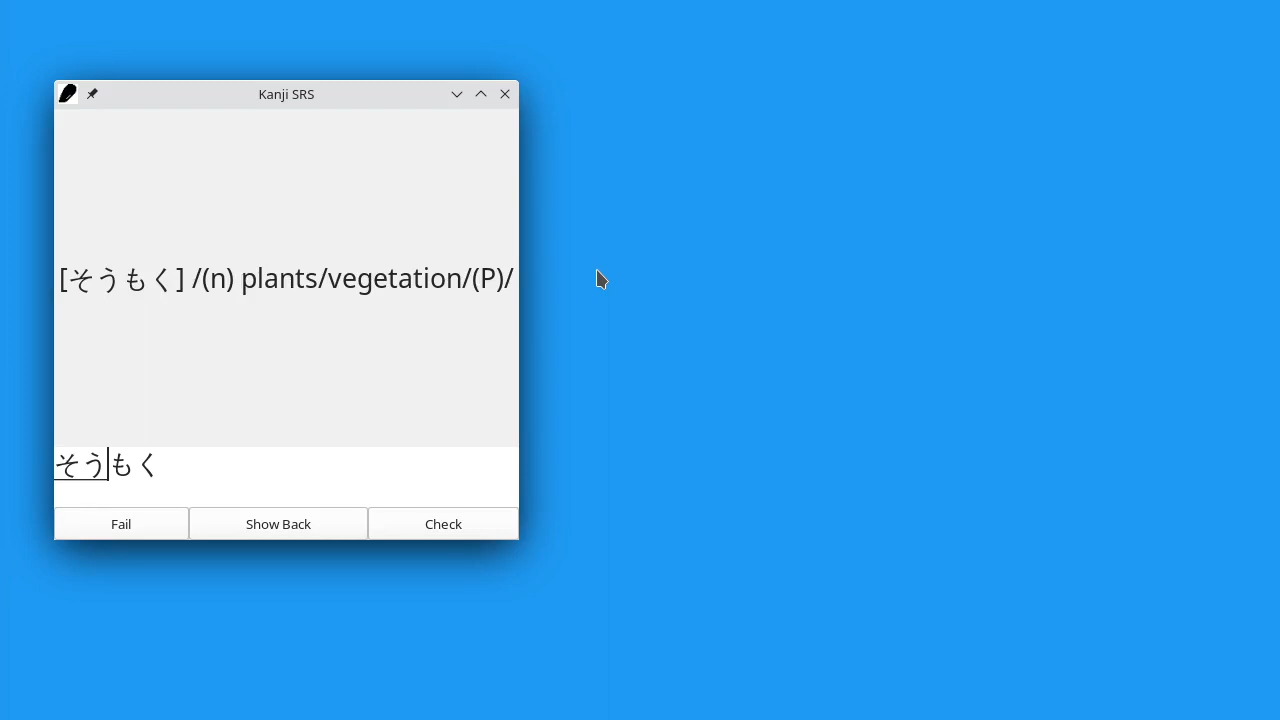 Kanji SRS
[そうもく] /(n) plants/vegetation/(P)/
そうもく
Fail
Show Back
Check